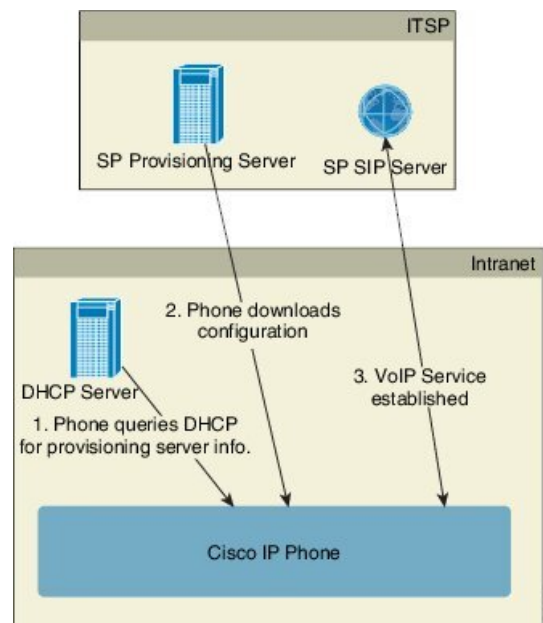 ITSP
SP Provisioning Server
SP SIP Server
Intranet
2. Phone downloads
configuration
DHCP Server
3. VoIP Service
established
1. Phone queries DHCP
for provisioning server info.
Cisco IP Phone